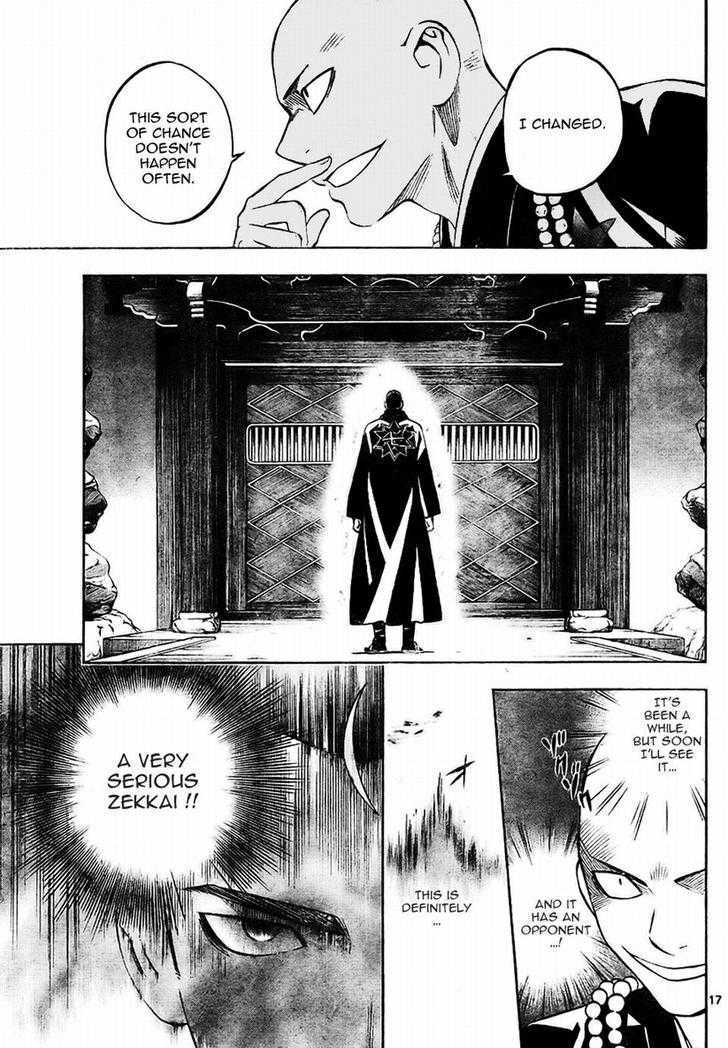 I CHANGED.
THIS SORT
OF CHANCE
DOESN'T
HAPPEN
OFTEN.
IT'S
BEEN A
WHILE,
BUT SOON
I'LL SEE
IT...
AND IT
HAS AN
OPPONENT
...!
THIS IS
DEFINITELY
...
A VERY
SERIOUS
ZEKKAI !!
17